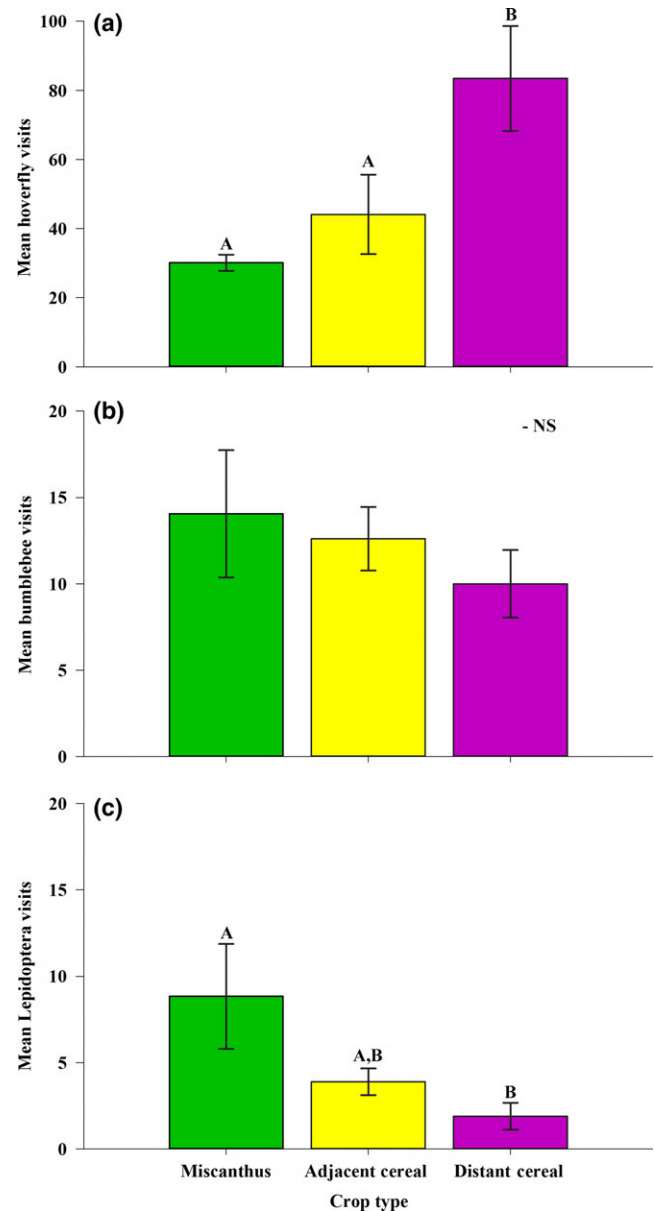 (a)
Mean hoverfly visits
100
80
60
40
20
0
A
A
B
(b)
- NS
Mean bumblebee visits
20
15
10
5
0
(c)
Mean Lepidoptera visits
20
15
10
5
0
A
A,B
B
Miscanthus Adjacent cereal Distant cereal
Crop type